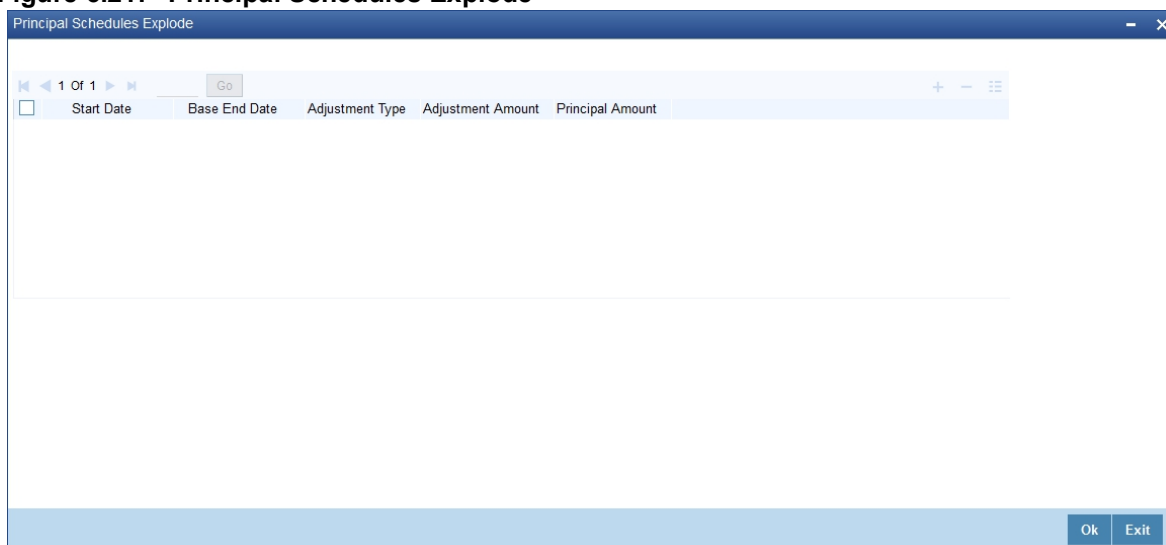 Principal Schedules Explode
1 Of 1 Go
Start Date Base End Date Adjustment Type Adjustment Amount Principal Amount
Ok Exit